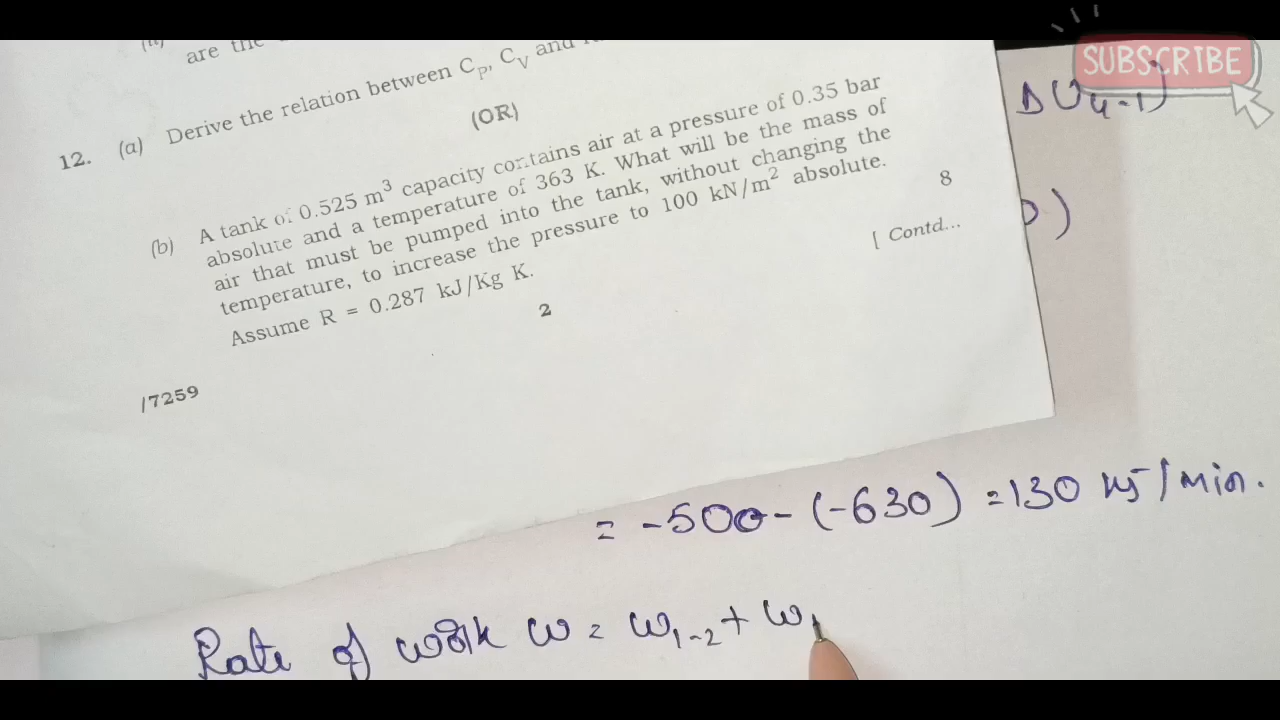 are the
SUBSCRIBE
12. (a) Derive the relation between C_P, C_V and
(OR)
(b) A tank of 0.525 m³ capacity contains air at a pressure of 0.35 bar
absolute and a temperature of 363 K. What will be the mass of
air that must be pumped into the tank, without changing the
temperature, to increase the pressure to 100 kN/m² absolute.
Assume R = 0.287 kJ/Kg K.
8
[ Contd...
2
/7259
ΔU₄₋₁)
)
= -500 - (-630) = 130 kJ/min.
Rate of work W = W₁₋₂ + W